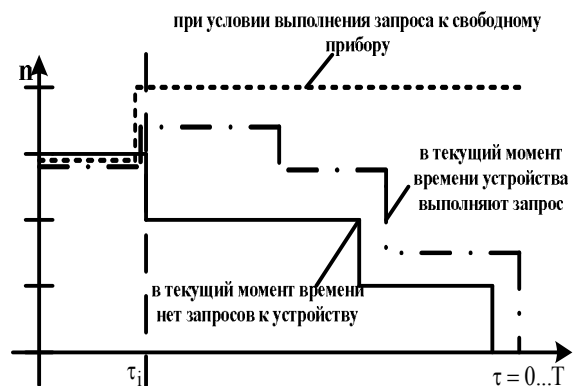 при условии выполнения запроса к свободному
прибору
n
в текущий момент
времени устройства
выполняют запрос
в текущий момент времени
нет запросов к устройству
τi
τ = 0...T